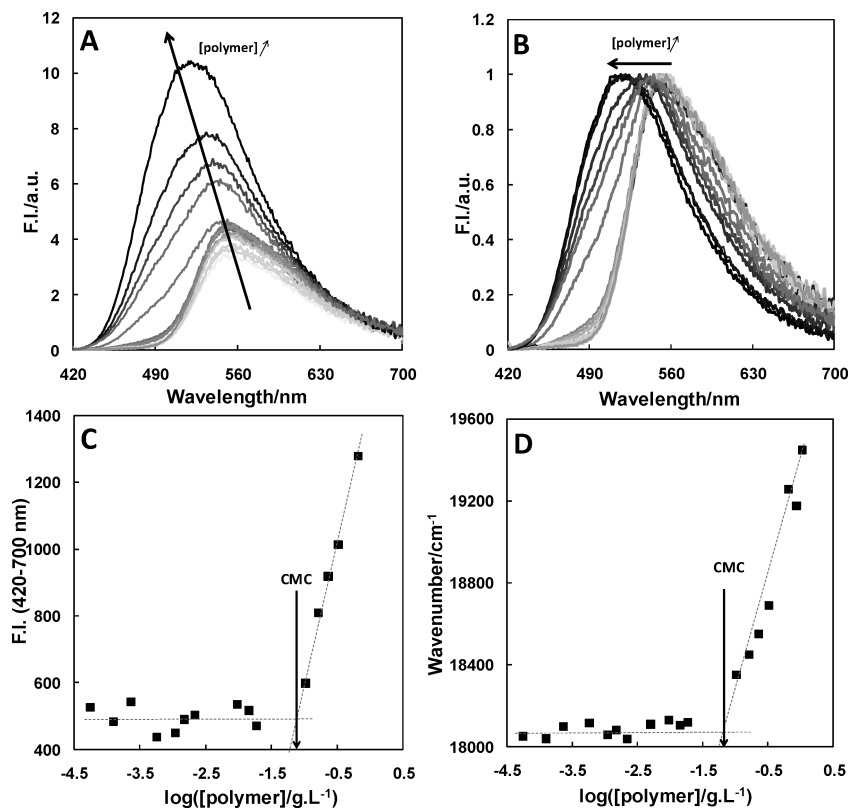 A
[polymer]↗
12
10
8
6
4
2
0
F.I./a.u.
420 490 560 630 700
Wavelength/nm
B
[polymer]↗
1.2
1
0.8
0.6
0.4
0.2
0
F.I./a.u.
420 490 560 630 700
Wavelength/nm
C
CMC
1400
1200
1000
800
600
400
F.I. (420-700 nm)
-4.5 -3.5 -2.5 -1.5 -0.5 0.5
log([polymer]/g.L-1)
D
CMC
19600
19200
18800
18400
18000
Wavenumber/cm-1
-4.5 -3.5 -2.5 -1.5 -0.5 0.5
log([polymer]/g.L-1)